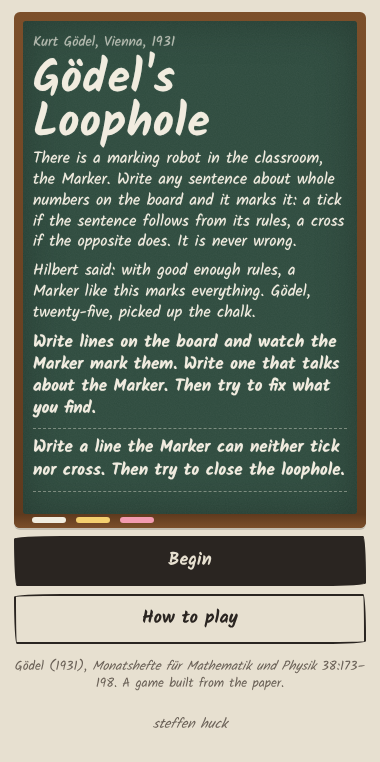 Kurt Gödel, Vienna, 1931
Gödel's
Loophole
There is a marking robot in the classroom,
the Marker. Write any sentence about whole
numbers on the board and it marks it: a tick
if the sentence follows from its rules, a cross
if the opposite does. It is never wrong.
Hilbert said: with good enough rules, a
Marker like this marks everything. Gödel,
twenty-five, picked up the chalk.
Write lines on the board and watch the
Marker mark them. Write one that talks
about the Marker. Then try to fix what
you find.
Write a line the Marker can neither tick
nor cross. Then try to close the loophole.
Begin
How to play
Gödel (1931), Monatshefte für Mathematik und Physik 38:173–
198. A game built from the paper.
steffen huck